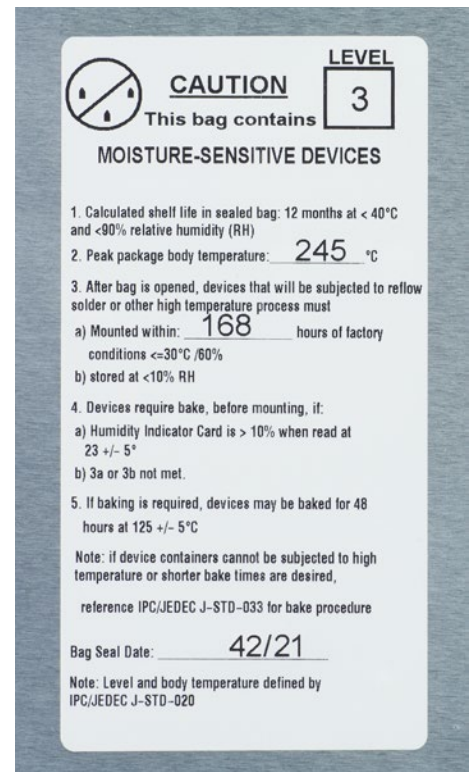 LEVEL
CAUTION
3
This bag contains
MOISTURE-SENSITIVE DEVICES
1. Calculated shelf life in sealed bag: 12 months at < 40°C
and <90% relative humidity (RH)
2. Peak package body temperature: 245 °C
3. After bag is opened, devices that will be subjected to reflow
solder or other high temperature process must
a) Mounted within: 168 hours of factory
conditions <=30°C /60%
b) stored at <10% RH
4. Devices require bake, before mounting, if:
a) Humidity Indicator Card is > 10% when read at
23 +/- 5°
b) 3a or 3b not met.
5. If baking is required, devices may be baked for 48
hours at 125 +/- 5°C
Note: if device containers cannot be subjected to high
temperature or shorter bake times are desired,
reference IPC/JEDEC J-STD-033 for bake procedure
Bag Seal Date: 42/21
Note: Level and body temperature defined by
IPC/JEDEC J-STD-020